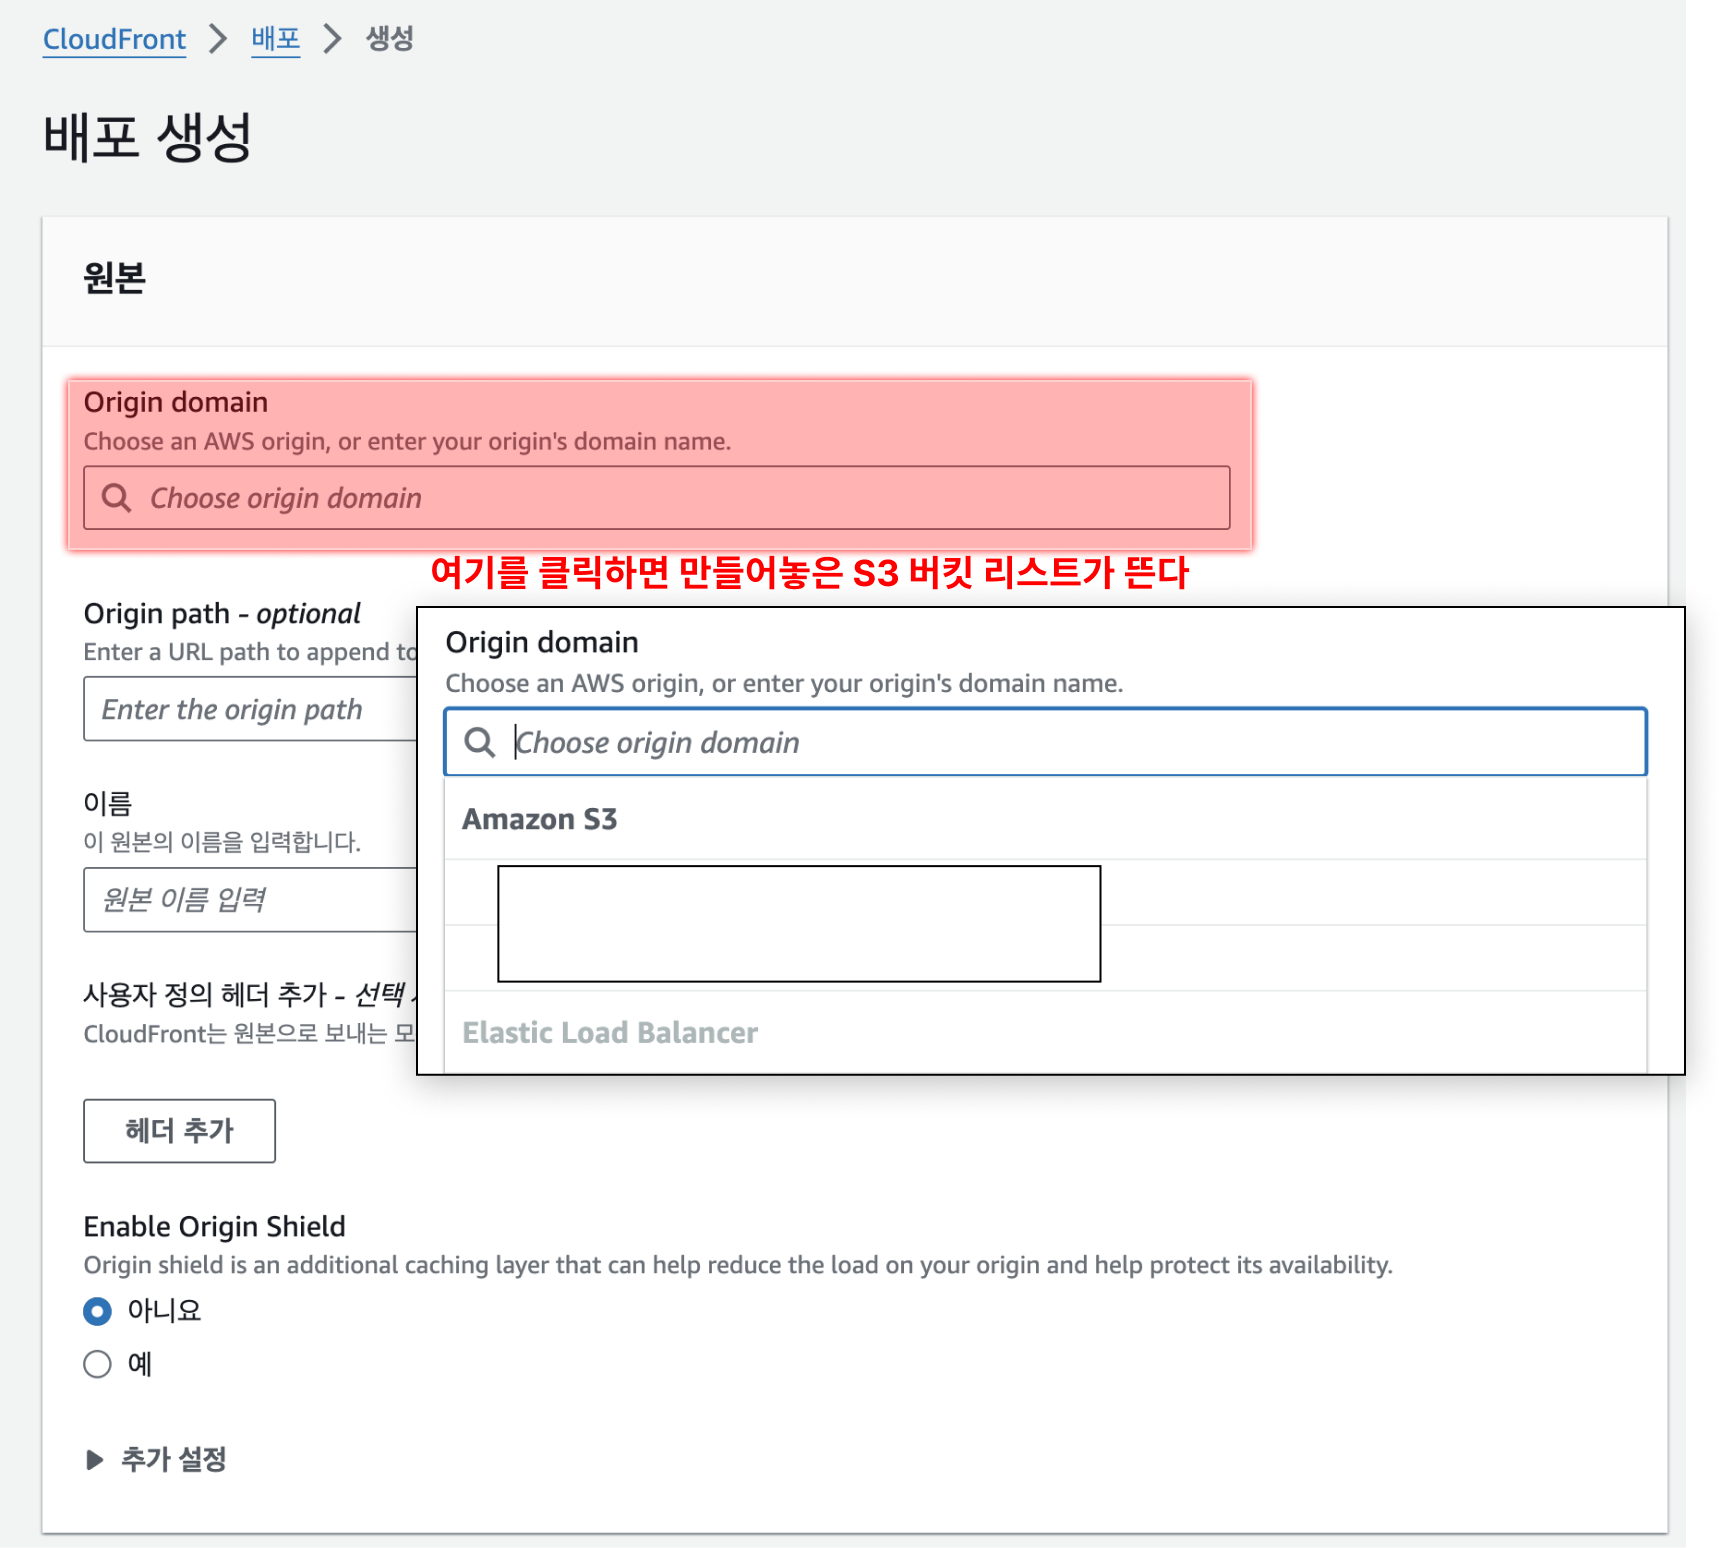 CloudFront > 배포 > 생성
배포 생성
원본
Origin domain
Choose an AWS origin, or enter your origin's domain name.
Choose origin domain
여기를 클릭하면 만들어놓은 S3 버킷 리스트가 뜬다
Origin path - optional
Enter a URL path to append to
Enter the origin path
이름
이 원본의 이름을 입력합니다.
원본 이름 입력
사용자 정의 헤더 추가 - 선택
CloudFront는 원본으로 보내는 모
Origin domain
Choose an AWS origin, or enter your origin's domain name.
Choose origin domain
Amazon S3
Elastic Load Balancer
헤더 추가
Enable Origin Shield
Origin shield is an additional caching layer that can help reduce the load on your origin and help protect its availability.
아니요
예
추가 설정